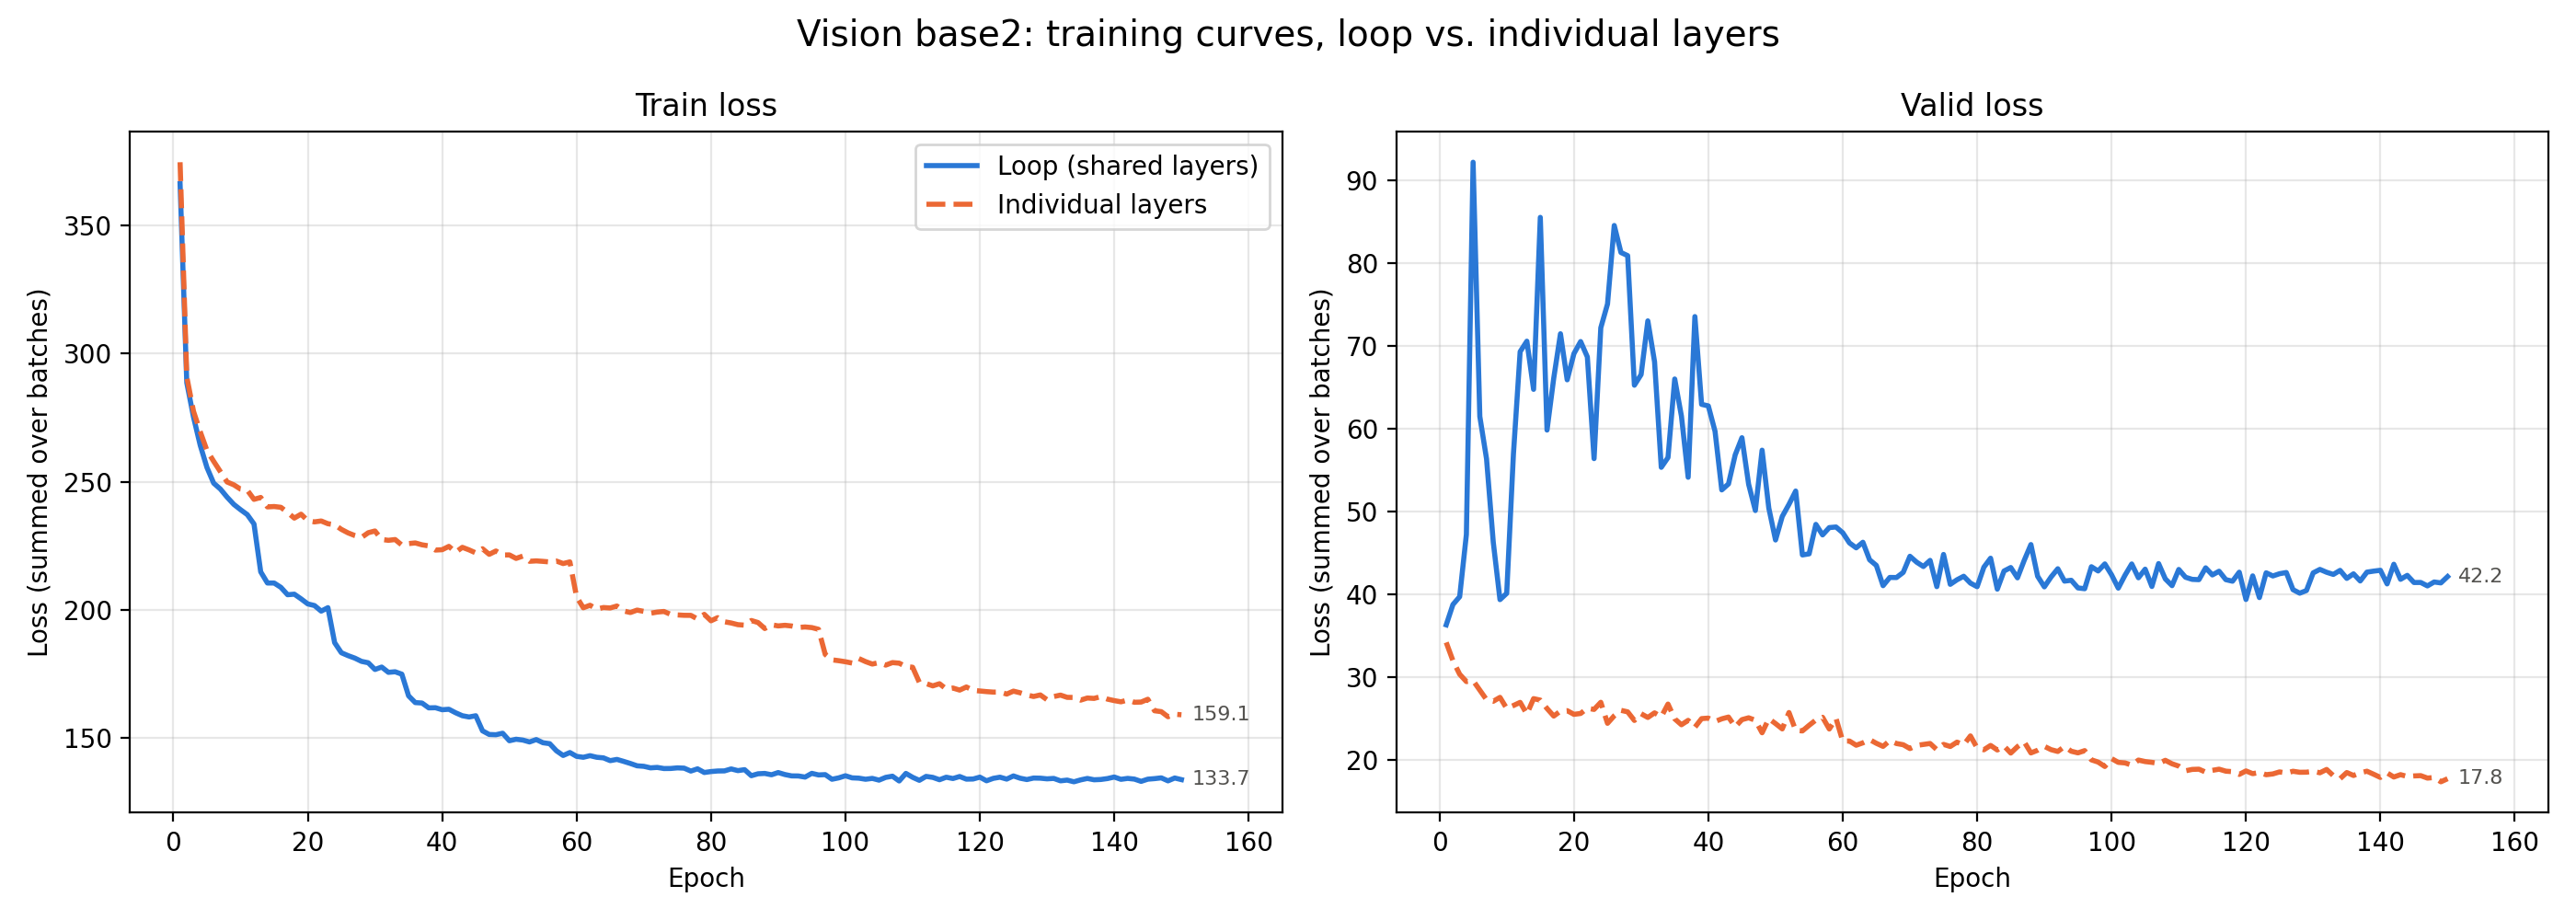 Vision base2: training curves, loop vs. individual layers
Train loss
Loss (summed over batches)
350
300
250
200
150
Loop (shared layers)
Individual layers
159.1
133.7
0 20 40 60 80 100 120 140 160
Epoch
Valid loss
Loss (summed over batches)
90
80
70
60
50
40
30
20
42.2
17.8
0 20 40 60 80 100 120 140 160
Epoch